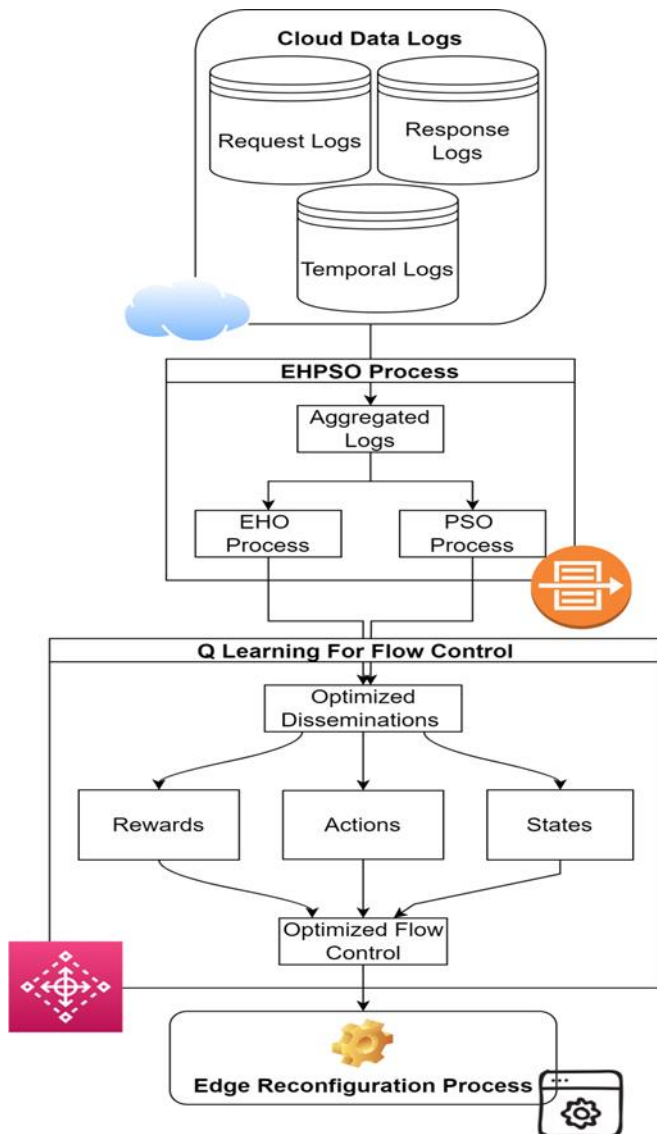 Cloud Data Logs
Request Logs
Response
Logs
Temporal Logs
EHPSO Process
Aggregated
Logs
EHO
Process
PSO
Process
Q Learning For Flow Control
Optimized
Disseminations
Rewards
Actions
States
Optimized Flow
Control
Edge Reconfiguration Process